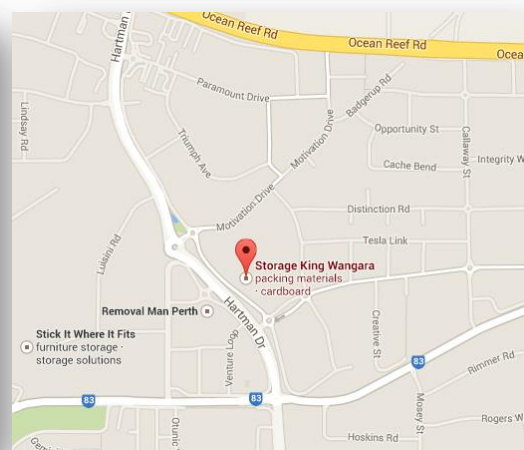 Ocean Reef Rd
Hartman
Ocean Reef Rd
Ocea
Paramount Drive
Badgerup Rd
Lindsay Rd
Triumph Ave
Motivation Drive
Opportunity St
Callaway St
Cache Bend
Integrity W
Motivation Drive
Distinction Rd
Luisini Rd
Tesla Link
Storage King Wangara
packing materials
· cardboard
Removal Man Perth
Hartman Dr
Stick It Where It Fits
furniture storage ·
storage solutions
Venture Loop
Creative St
83
Rimmer Rd
83
83
Mosey St
Rogers W
Hoskins Rd